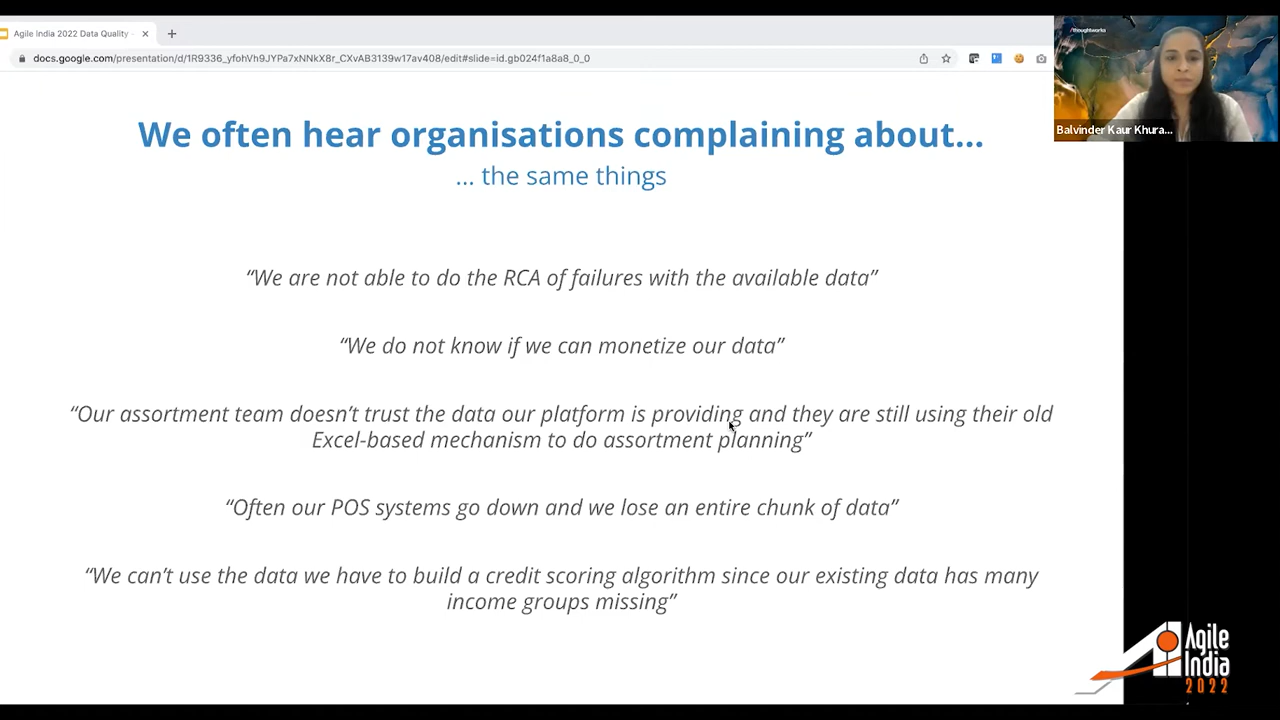 Agile India 2022 Data Quality -
docs.google.com/presentation/d/1R9336_yfohVh9JYPa7xNNkX8r_CXvAB3139w17av408/edit#slide=id.gb024f1a8a8_0_0
/thoughtworks
Balvinder Kaur Khura...
We often hear organisations complaining about...
... the same things
“We are not able to do the RCA of failures with the available data”
“We do not know if we can monetize our data”
“Our assortment team doesn’t trust the data our platform is providing and they are still using their old
Excel-based mechanism to do assortment planning”
“Often our POS systems go down and we lose an entire chunk of data”
“We can’t use the data we have to build a credit scoring algorithm since our existing data has many
income groups missing”
Agile
India
2022